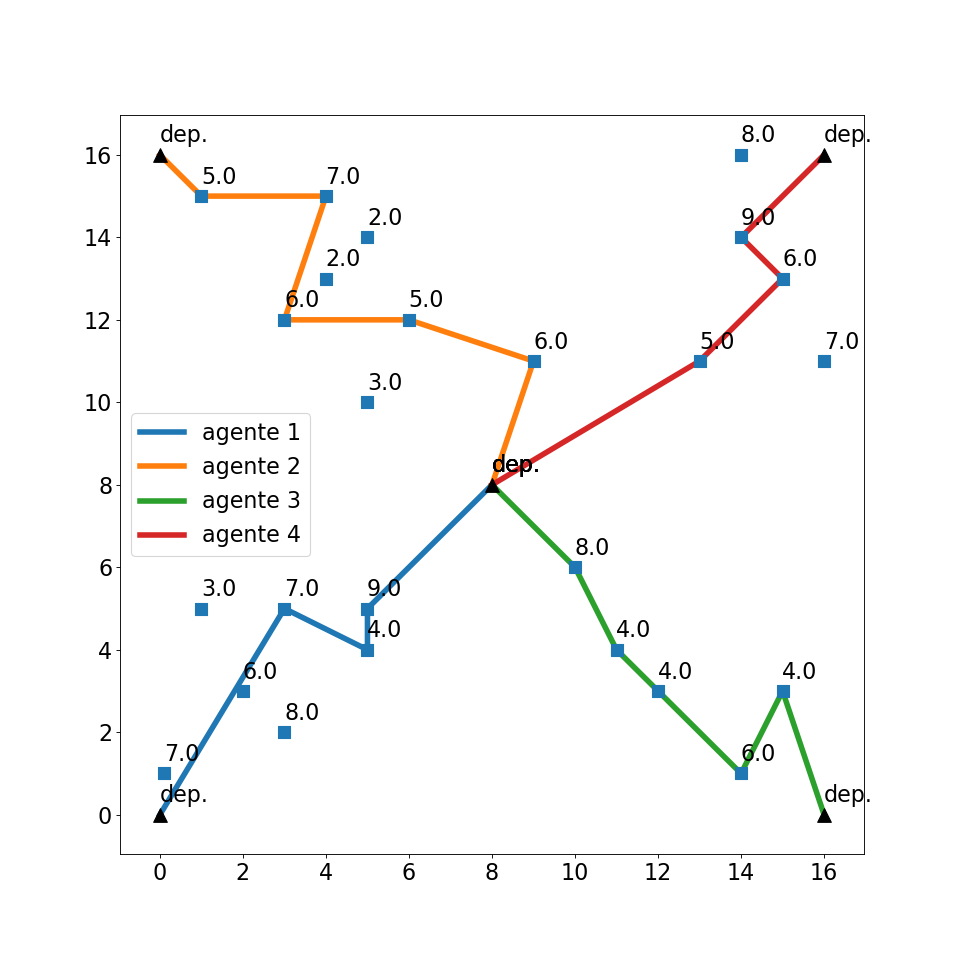 dep. 8.0 dep.
16
5.0 7.0
2.0 9.0
14
2.0 6.0
6.0 5.0
12
6.0 5.0 7.0
3.0
10
agente 1
agente 2
agente 3
agente 4
dep.
8
8.0
6
3.0 7.0 9.0
4.0 4.0
4
6.0 4.0 4.0
8.0
2
7.0 6.0
dep. dep.
0
0 2 4 6 8 10 12 14 16